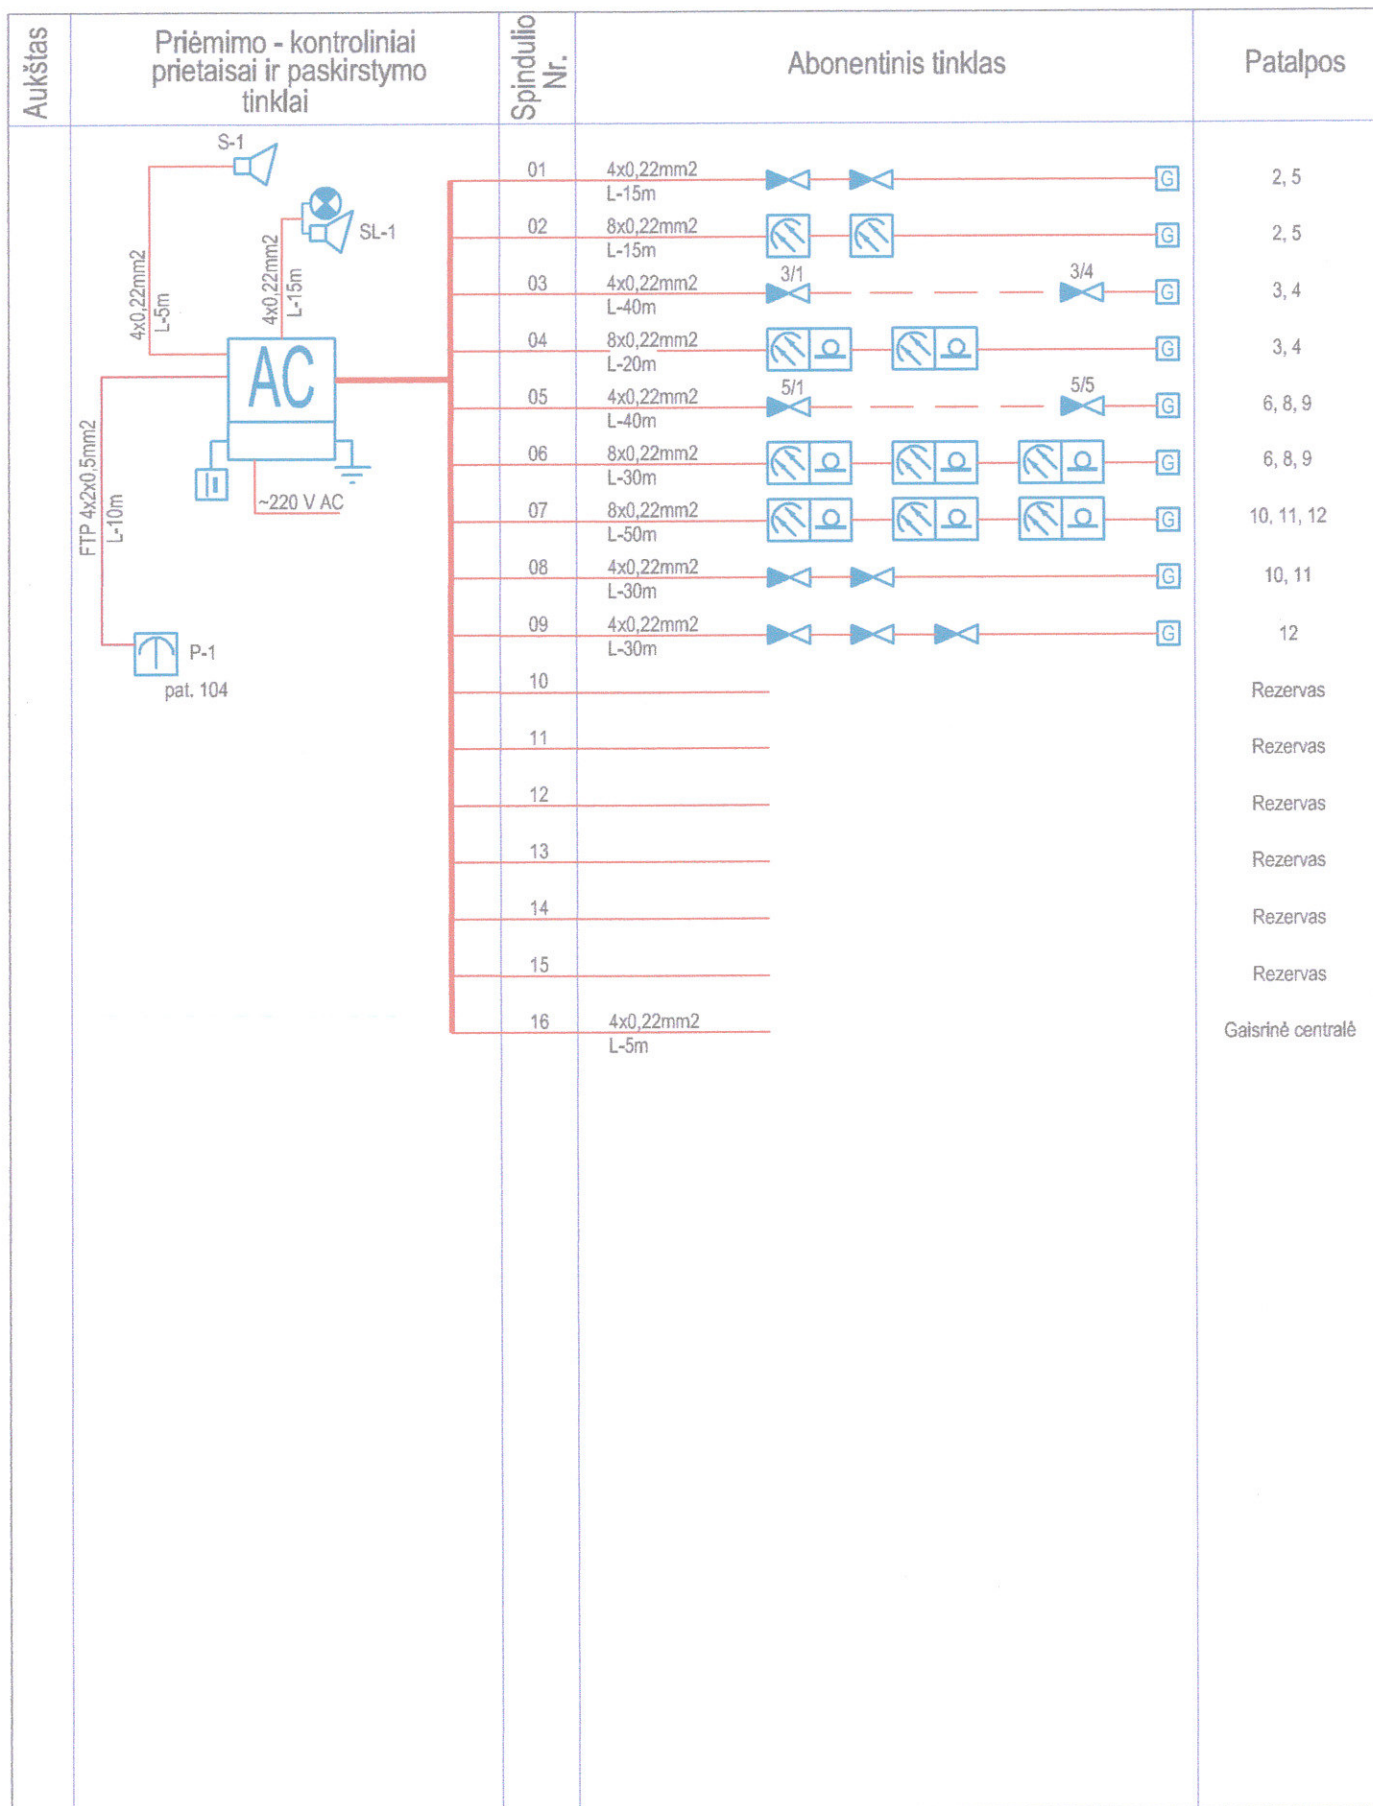 Aukštas
Priėmimo - kontroliniai
prietaisai ir paskirstymo
tinklai
Spindulio
Nr.
Abonentinis tinklas
Patalpos
S-1
4x0,22mm2
L-5m
SL-1
4x0,22mm2
L-15m
AC
~220 V AC
FTP 4x2x0,5mm2
L-10m
P-1
pat. 104
01 4x0,22mm2 G 2, 5
L-15m
02 8x0,22mm2 G 2, 5
L-15m
3/1 3/4
03 4x0,22mm2 G 3, 4
L-40m
04 8x0,22mm2 G 3, 4
L-20m
5/1 5/5
05 4x0,22mm2 G 6, 8, 9
L-40m
06 8x0,22mm2 G 6, 8, 9
L-30m
07 8x0,22mm2 G 10, 11, 12
L-50m
08 4x0,22mm2 G 10, 11
L-30m
09 4x0,22mm2 G 12
L-30m
10 Rezervas
11 Rezervas
12 Rezervas
13 Rezervas
14 Rezervas
15 Rezervas
16 4x0,22mm2 Gaisrinė centralė
L-5m